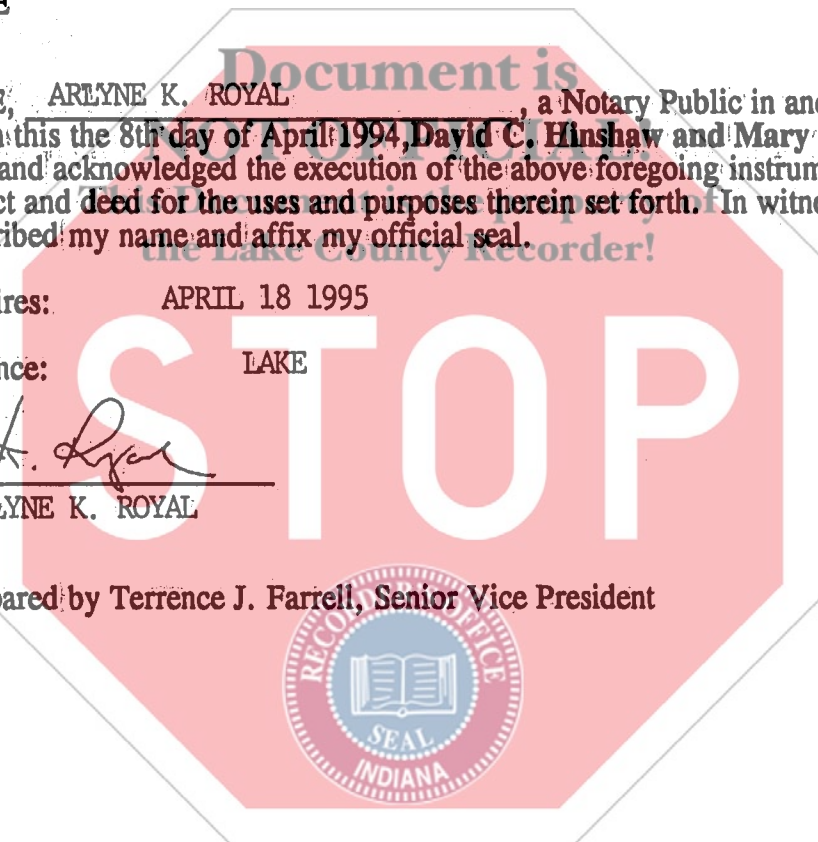 Document is
E, ARLYNE K. ROYAL, a Notary Public in and
NOT OFFICIAL!
n this the 8th day of April 1994, David C. Hinshaw and Mary
and acknowledged the execution of the above foregoing instrum
ct and deed for the uses and purposes therein set forth. In witne
This Document is the property of
ribed my name and affix my official seal.
the Lake County Recorder!
ires: APRIL 18 1995
nce: LAKE
STOP
K. Royal
LYNE K. ROYAL
pared by Terrence J. Farrell, Senior Vice President
RECORDER'S OFFICE
SEAL
INDIANA